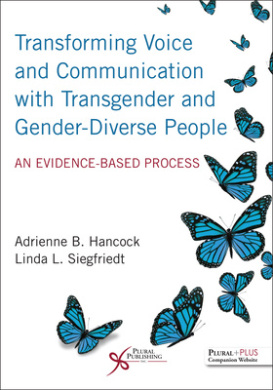 Transforming Voice
and Communication
with Transgender and
Gender-Diverse People
AN EVIDENCE-BASED PROCESS
Adrienne B. Hancock
Linda L. Siegfriedt
PLURAL
PUBLISHING
INC.
PLURAL+PLUS
Companion Website